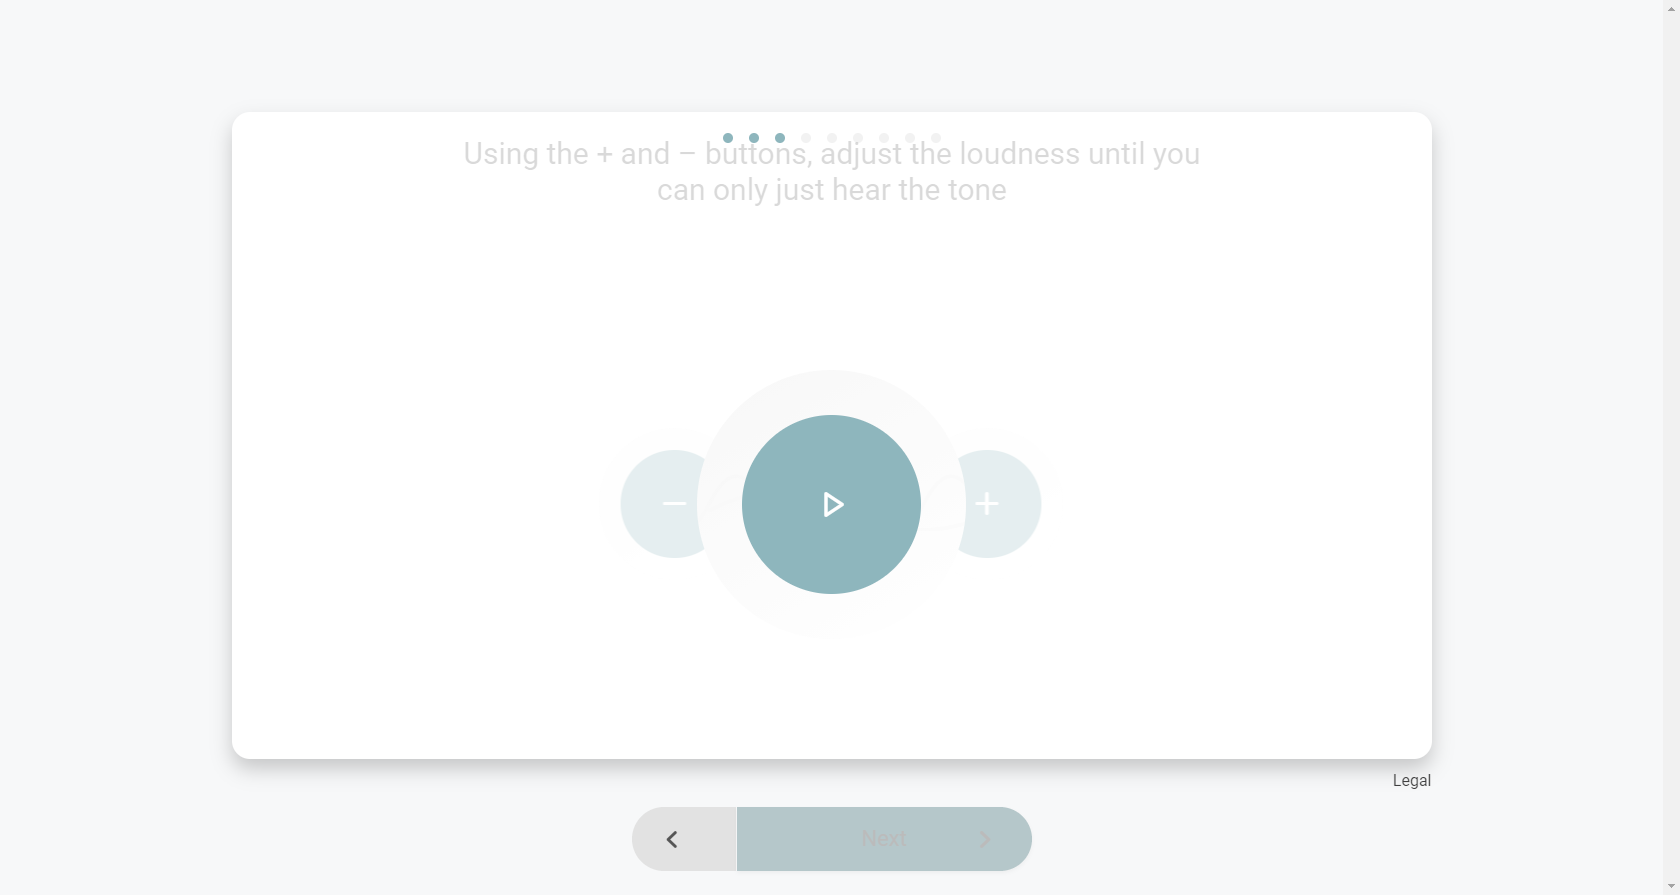 Using the + and – buttons, adjust the loudness until you
can only just hear the tone
Legal
Next